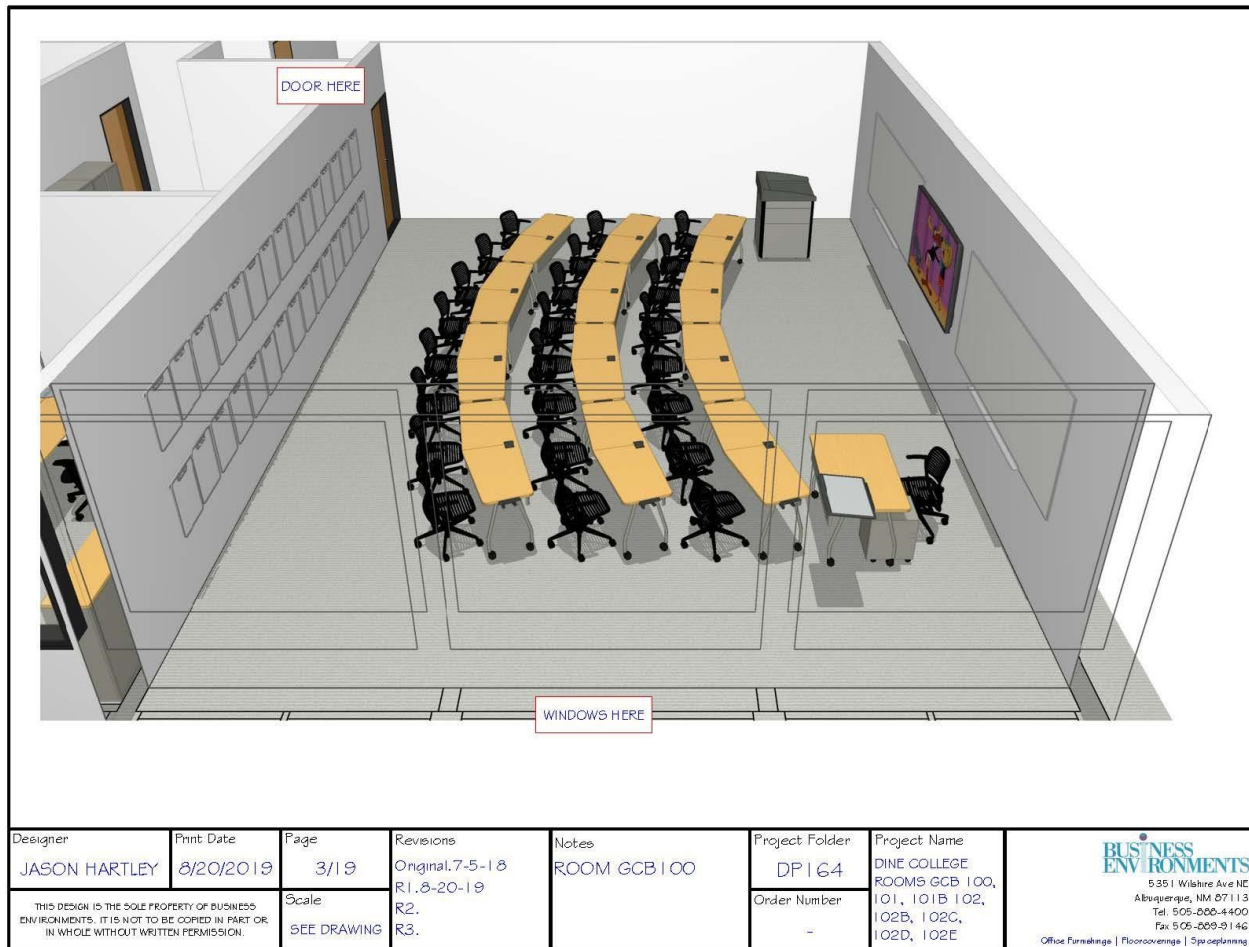 DOOR HERE
WINDOWS HERE
Designer
JASON HARTLEY
Print Date
8/20/2019
Page
3/19
Revisions
Original.7-5-18
R1.8-20-19
R2.
R3.
Notes
ROOM GCB100
Project Folder
DP164
Project Name
DINE COLLEGE
ROOMS GCB 100,
101, 101B 102,
102B, 102C,
102D, 102E
THIS DESIGN IS THE SOLE PROPERTY OF BUSINESS
ENVIRONMENTS. IT IS NOT TO BE COPIED IN PART OR
IN WHOLE WITHOUT WRITTEN PERMISSION.
Scale
SEE DRAWING
Order Number
-
BUSINESS
ENVIRONMENTS
5351 Wilshire Ave NE
Albuquerque, NM 87113
Tel. 505-888-4400
Fax 505-889-9146
Office Furnishings | Floorcoverings | Spaceplanning